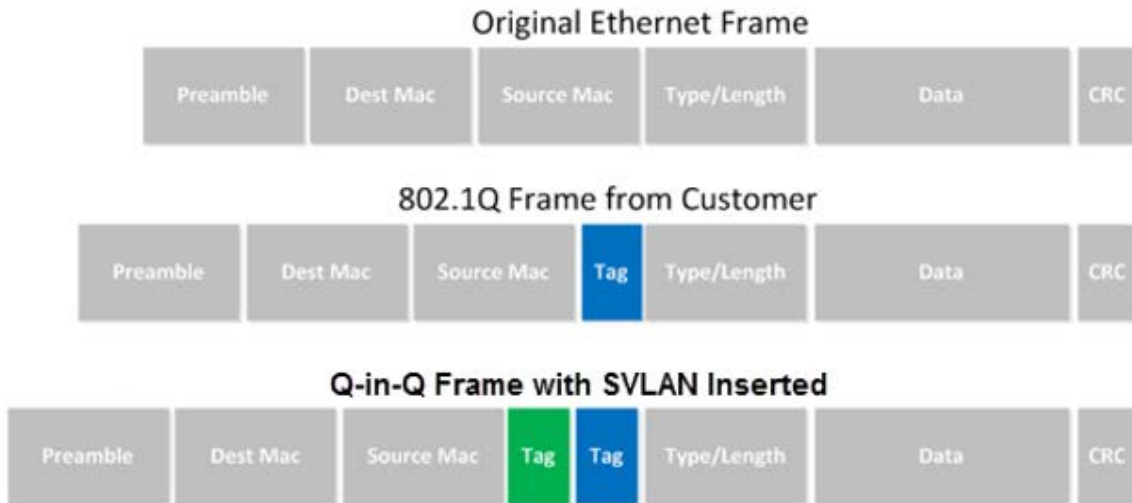 Original Ethernet Frame
Preamble Dest Mac Source Mac Type/Length Data CRC
802.1Q Frame from Customer
Preamble Dest Mac Source Mac Tag Type/Length Data CRC
Q-in-Q Frame with SVLAN Inserted
Preamble Dest Mac Source Mac Tag Tag Type/Length Data CRC